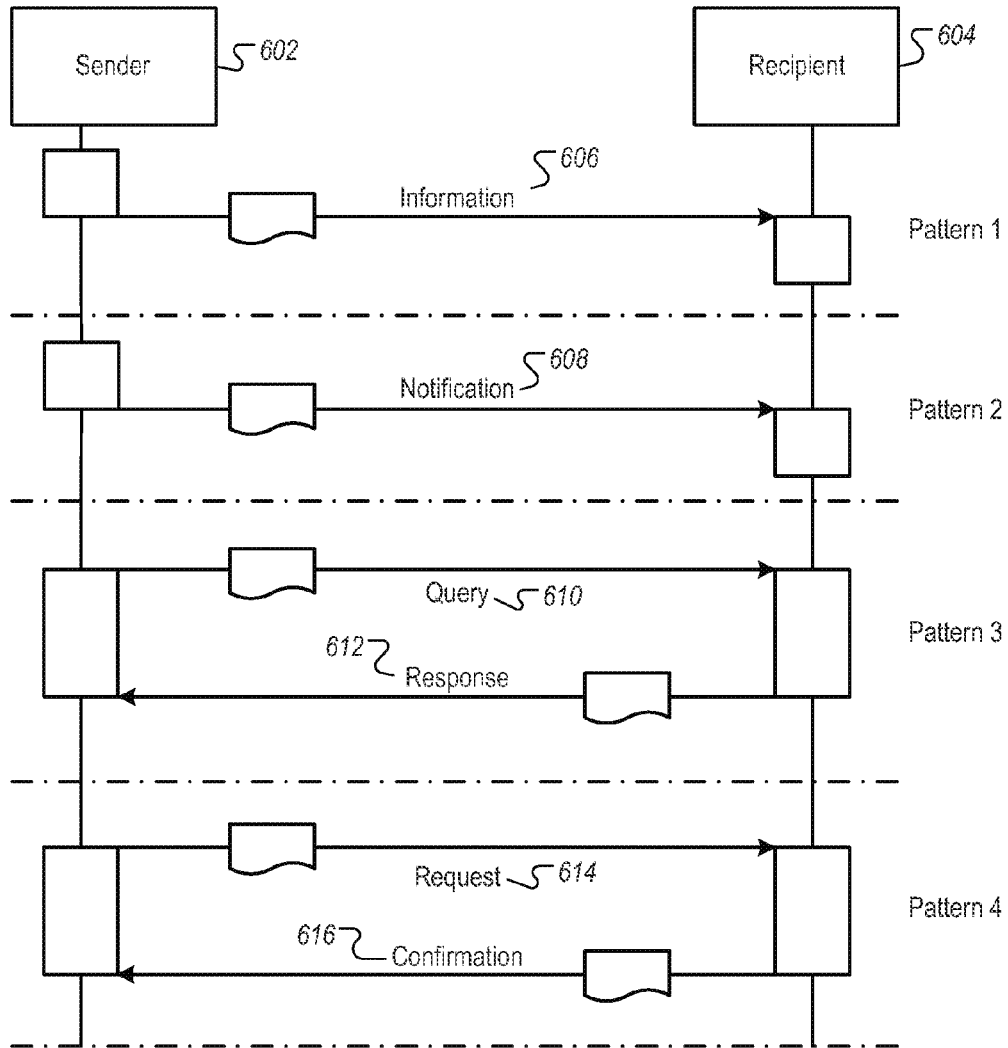 Sender
602
Recipient
604
606
Information
Pattern 1
608
Notification
Pattern 2
Query
610
Pattern 3
612
Response
Request
614
Pattern 4
616
Confirmation